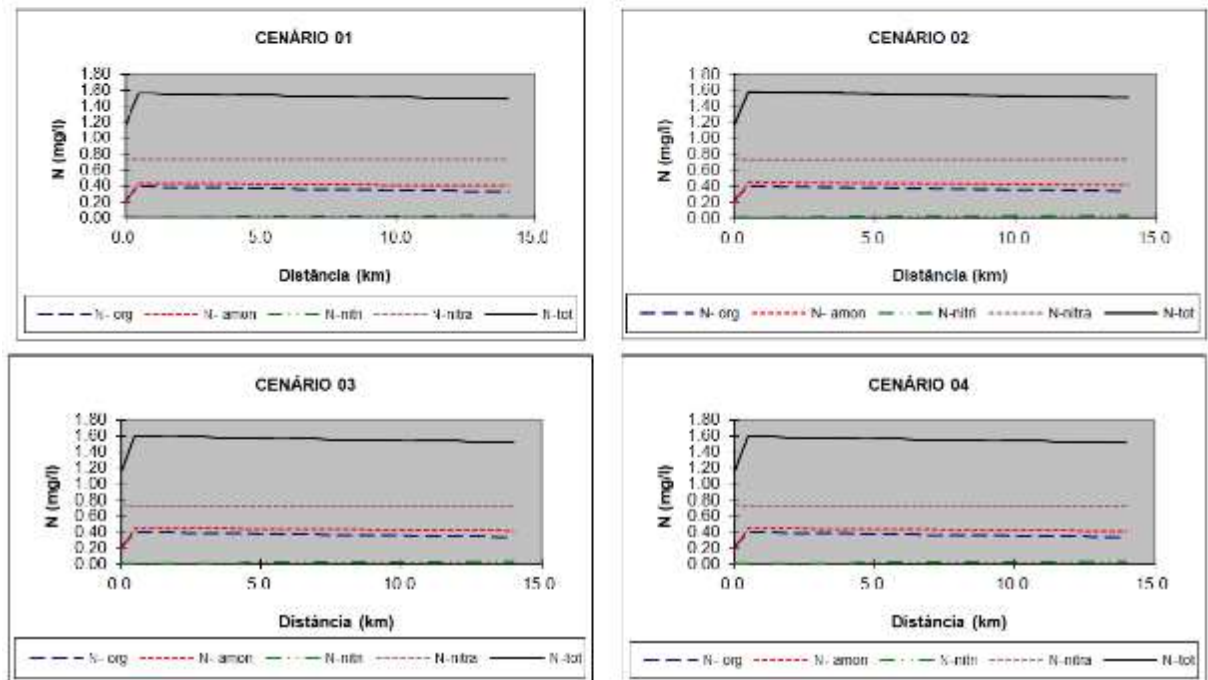 CENÁRIO 01
N (mg/l)
1.80
1.60
1.40
1.20
1.00
0.80
0.60
0.40
0.20
0.00
0.0 5.0 10.0 15.0
Distância (km)
N- org N- amon N-nitri N-nitra N-tot
CENÁRIO 02
N (mg/l)
1.80
1.60
1.40
1.20
1.00
0.80
0.60
0.40
0.20
0.00
0.0 5.0 10.0 15.0
Distância (km)
N- org N- amon N-nitri N-nitra N-tot
CENÁRIO 03
N (mg/l)
1.80
1.60
1.40
1.20
1.00
0.80
0.60
0.40
0.20
0.00
0.0 5.0 10.0 15.0
Distância (km)
N- org N- amon N-nitri N-nitra N-tot
CENÁRIO 04
N (mg/l)
1.80
1.60
1.40
1.20
1.00
0.80
0.60
0.40
0.20
0.00
0.0 5.0 10.0 15.0
Distância (km)
N- org N- amon N-nitri N-nitra N-tot